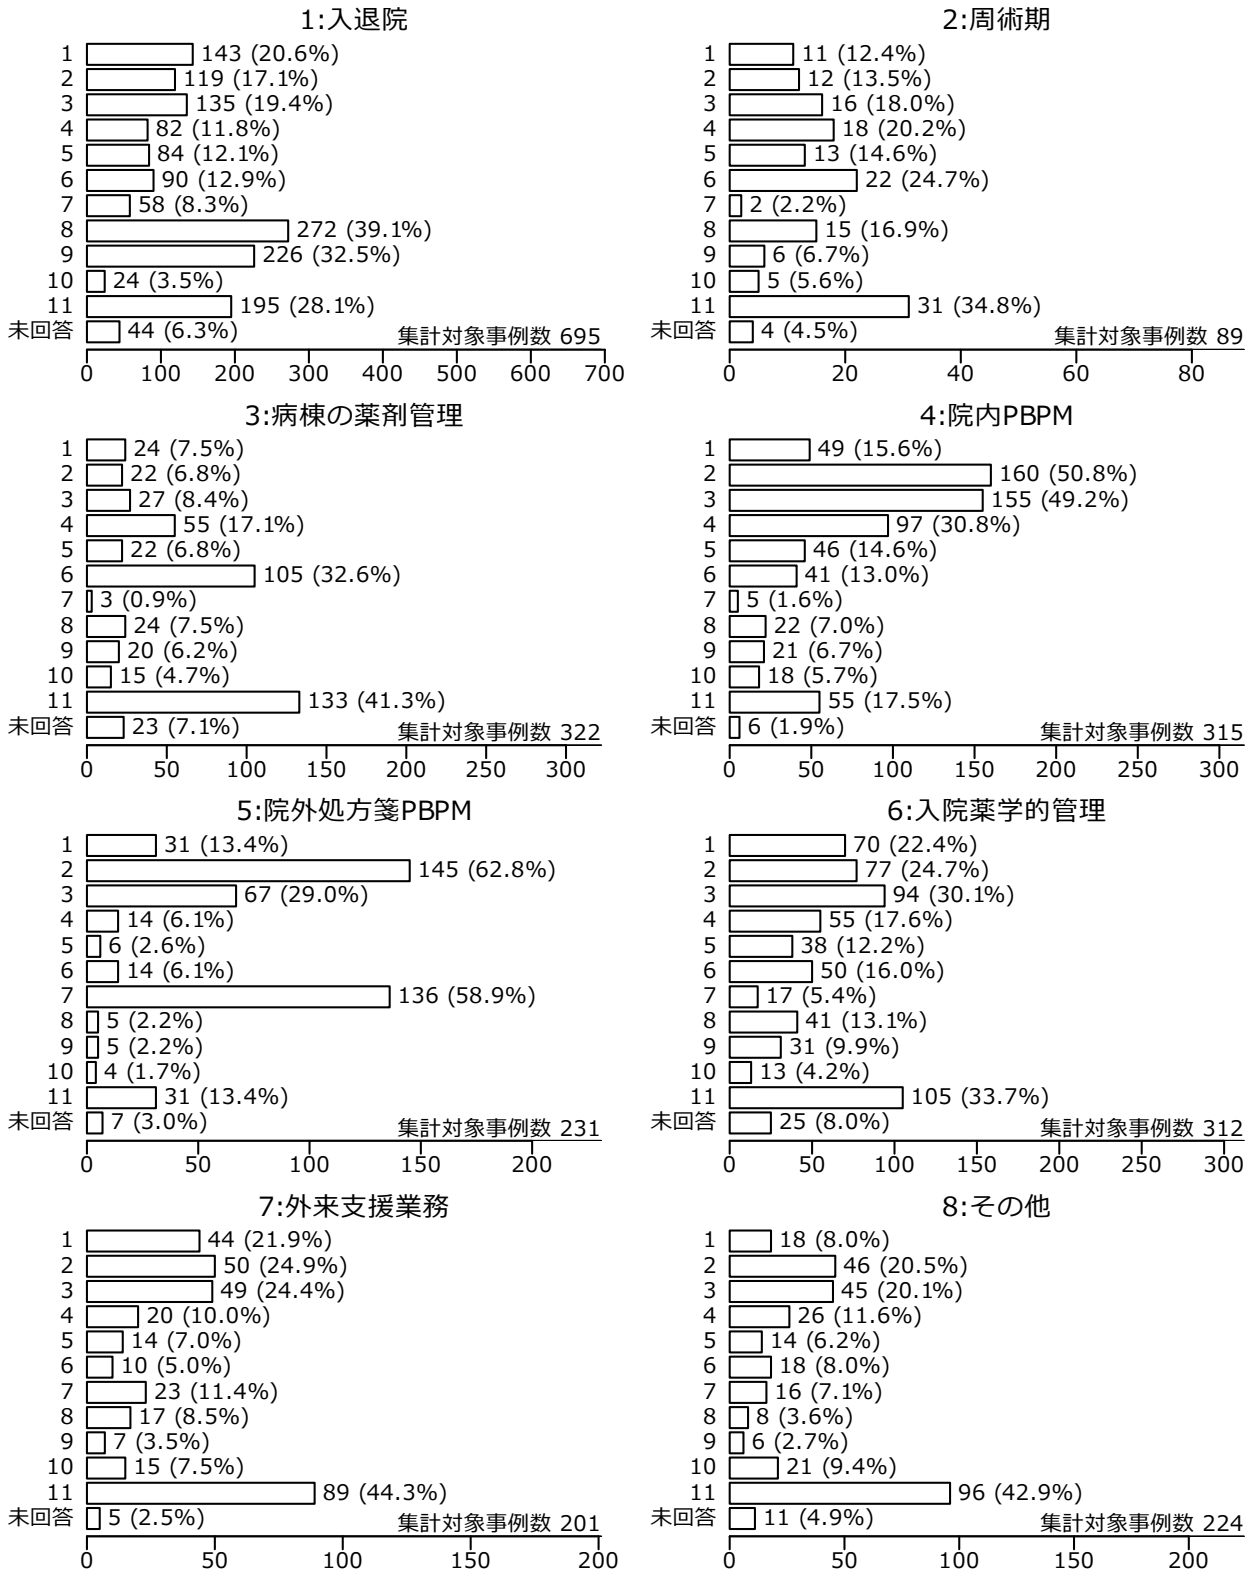 1:入退院
1 143 (20.6%)
2 119 (17.1%)
3 135 (19.4%)
4 82 (11.8%)
5 84 (12.1%)
6 90 (12.9%)
7 58 (8.3%)
8 272 (39.1%)
9 226 (32.5%)
10 24 (3.5%)
11 195 (28.1%)
未回答 44 (6.3%) 集計対象事例数 695
0 100 200 300 400 500 600 700
2:周術期
1 11 (12.4%)
2 12 (13.5%)
3 16 (18.0%)
4 18 (20.2%)
5 13 (14.6%)
6 22 (24.7%)
7 2 (2.2%)
8 15 (16.9%)
9 6 (6.7%)
10 5 (5.6%)
11 31 (34.8%)
未回答 4 (4.5%) 集計対象事例数 89
0 20 40 60 80
3:病棟の薬剤管理
1 24 (7.5%)
2 22 (6.8%)
3 27 (8.4%)
4 55 (17.1%)
5 22 (6.8%)
6 105 (32.6%)
7 3 (0.9%)
8 24 (7.5%)
9 20 (6.2%)
10 15 (4.7%)
11 133 (41.3%)
未回答 23 (7.1%) 集計対象事例数 322
0 50 100 150 200 250 300
4:院内PBPM
1 49 (15.6%)
2 160 (50.8%)
3 155 (49.2%)
4 97 (30.8%)
5 46 (14.6%)
6 41 (13.0%)
7 5 (1.6%)
8 22 (7.0%)
9 21 (6.7%)
10 18 (5.7%)
11 55 (17.5%)
未回答 6 (1.9%) 集計対象事例数 315
0 50 100 150 200 250 300
5:院外処方箋PBPM
1 31 (13.4%)
2 145 (62.8%)
3 67 (29.0%)
4 14 (6.1%)
5 6 (2.6%)
6 14 (6.1%)
7 136 (58.9%)
8 5 (2.2%)
9 5 (2.2%)
10 4 (1.7%)
11 31 (13.4%)
未回答 7 (3.0%) 集計対象事例数 231
0 50 100 150 200
6:入院薬学的管理
1 70 (22.4%)
2 77 (24.7%)
3 94 (30.1%)
4 55 (17.6%)
5 38 (12.2%)
6 50 (16.0%)
7 17 (5.4%)
8 41 (13.1%)
9 31 (9.9%)
10 13 (4.2%)
11 105 (33.7%)
未回答 25 (8.0%) 集計対象事例数 312
0 50 100 150 200 250 300
7:外来支援業務
1 44 (21.9%)
2 50 (24.9%)
3 49 (24.4%)
4 20 (10.0%)
5 14 (7.0%)
6 10 (5.0%)
7 23 (11.4%)
8 17 (8.5%)
9 7 (3.5%)
10 15 (7.5%)
11 89 (44.3%)
未回答 5 (2.5%) 集計対象事例数 201
0 50 100 150 200
8:その他
1 18 (8.0%)
2 46 (20.5%)
3 45 (20.1%)
4 26 (11.6%)
5 14 (6.2%)
6 18 (8.0%)
7 16 (7.1%)
8 8 (3.6%)
9 6 (2.7%)
10 21 (9.4%)
11 96 (42.9%)
未回答 11 (4.9%) 集計対象事例数 224
0 50 100 150 200